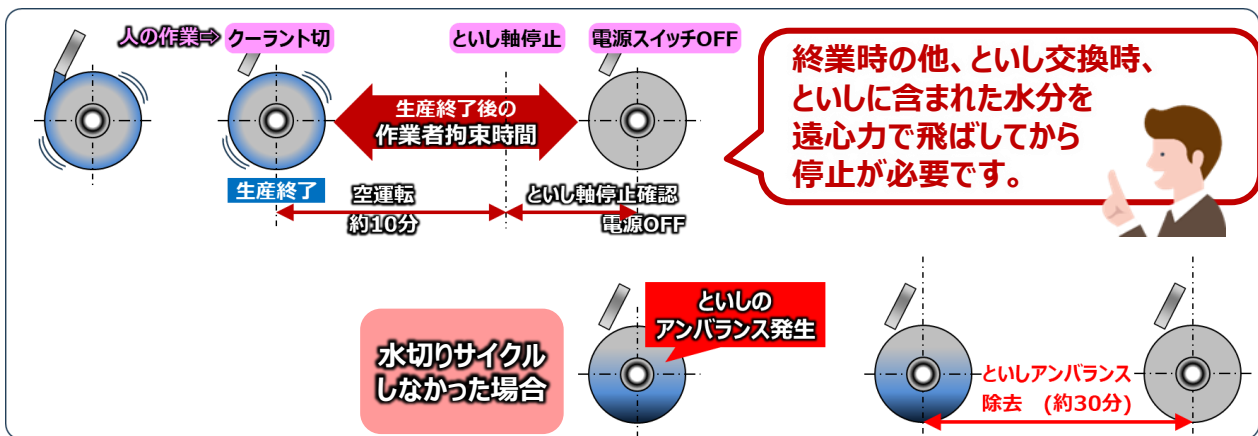 人の作業⇒ クーラント切 といし軸停止 電源スイッチOFF
生産終了後の
作業者拘束時間
生産終了
空運転
約10分
といし軸停止確認
電源OFF
終業時の他、といし交換時、
といしに含まれた水分を
遠心力で飛ばしてから
停止が必要です。
水切りサイクル
しなかった場合
といしの
アンバランス発生
といしアンバランス
除去 (約30分)